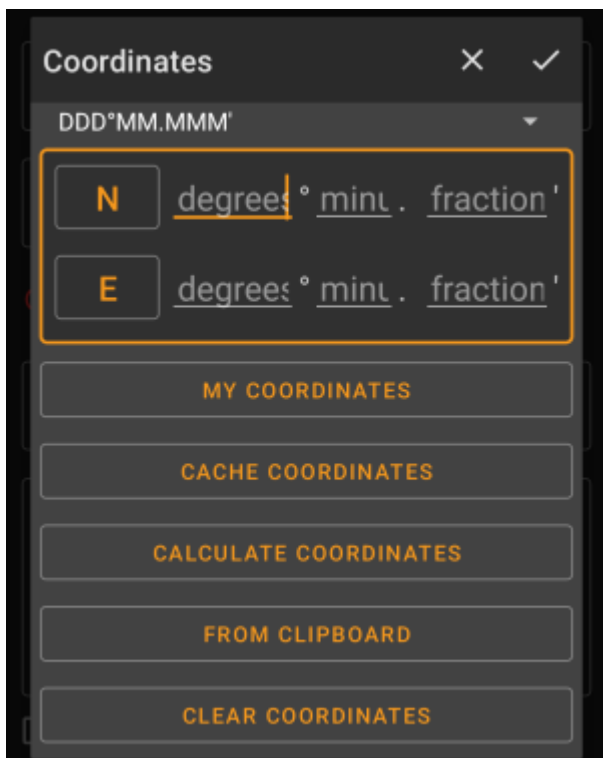 Coordinates
DDD°MM.MMM'
N degrees ° minu . fraction '
E degrees ° minu . fraction '
MY COORDINATES
CACHE COORDINATES
CALCULATE COORDINATES
FROM CLIPBOARD
CLEAR COORDINATES